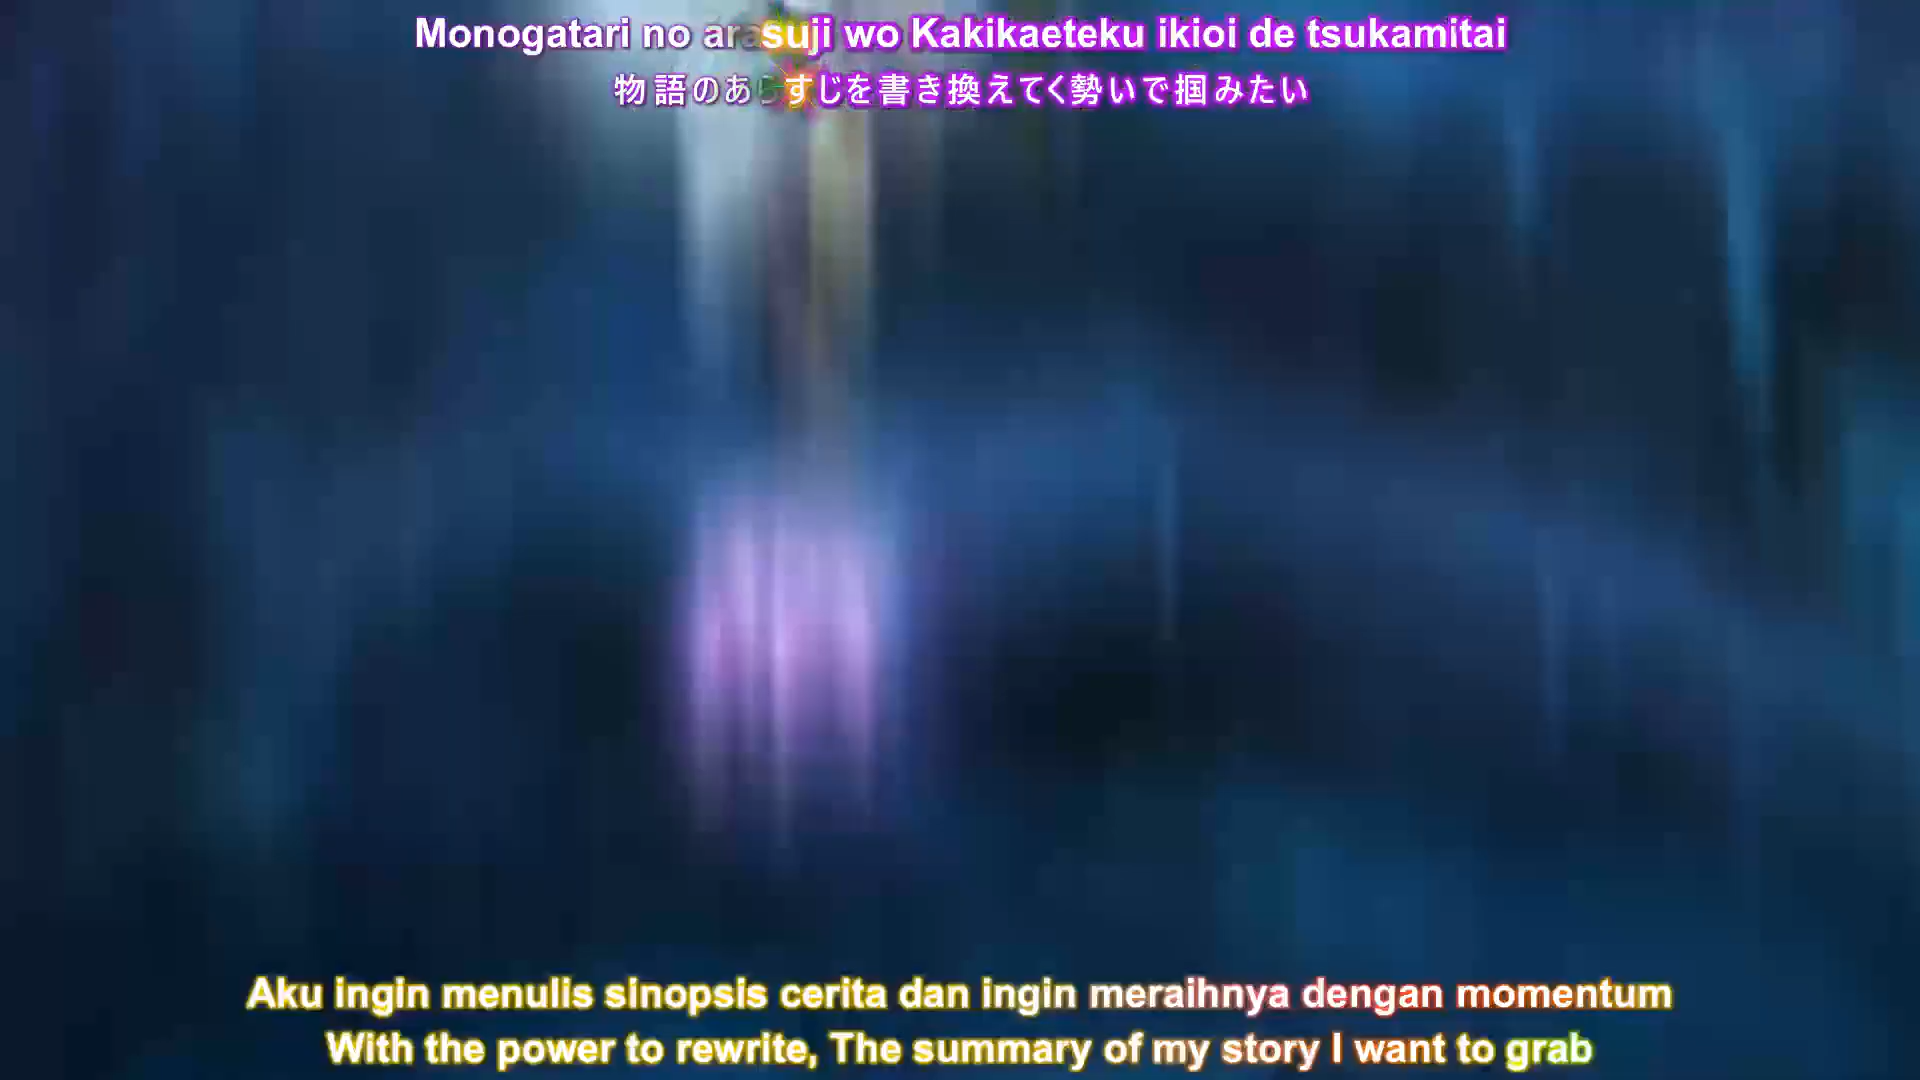 Monogatari no arasuji wo Kakikaeteku ikioi de tsukamitai
物語のあらすじを書き換えてく勢いで掴みたい
Aku ingin menulis sinopsis cerita dan ingin meraihnya dengan momentum
With the power to rewrite, The summary of my story I want to grab